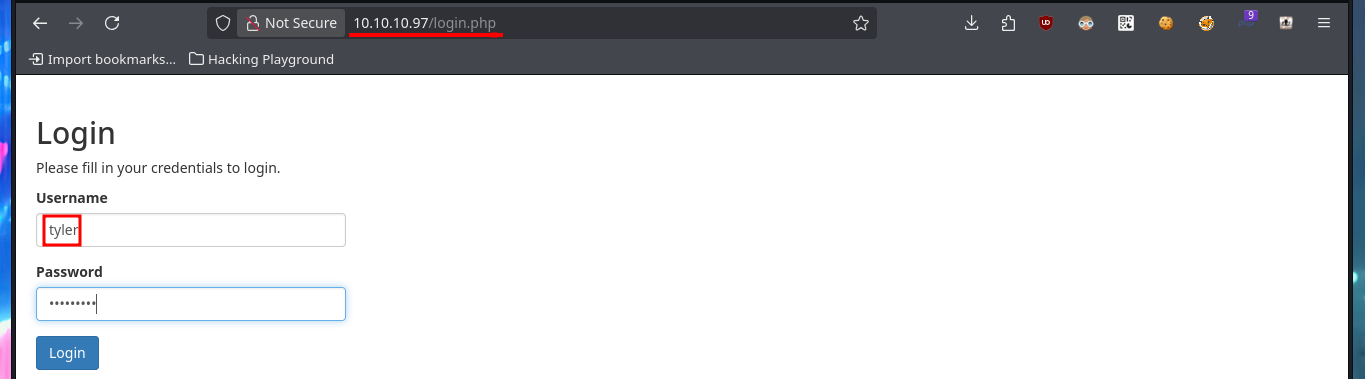 Not Secure 10.10.10.97/login.php
9
Import bookmarks... Hacking Playground
Login
Please fill in your credentials to login.
Username
tyler
Password
•••••••••
Login